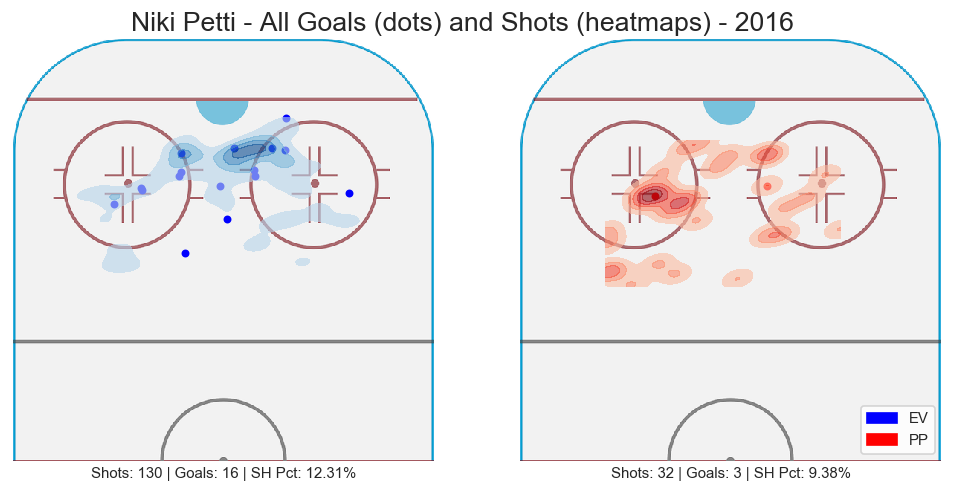 Niki Petti - All Goals (dots) and Shots (heatmaps) - 2016
EV
PP
Shots: 130 | Goals: 16 | SH Pct: 12.31%
Shots: 32 | Goals: 3 | SH Pct: 9.38%